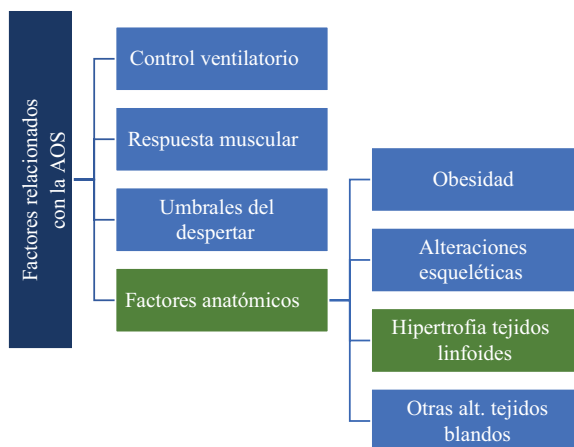 Factores relacionados
con la AOS
Control ventilatorio
Respuesta muscular
Umbrales del
despertar
Factores anatómicos
Obesidad
Alteraciones
esqueléticas
Hipertrofia tejidos
linfoides
Otras alt. tejidos
blandos